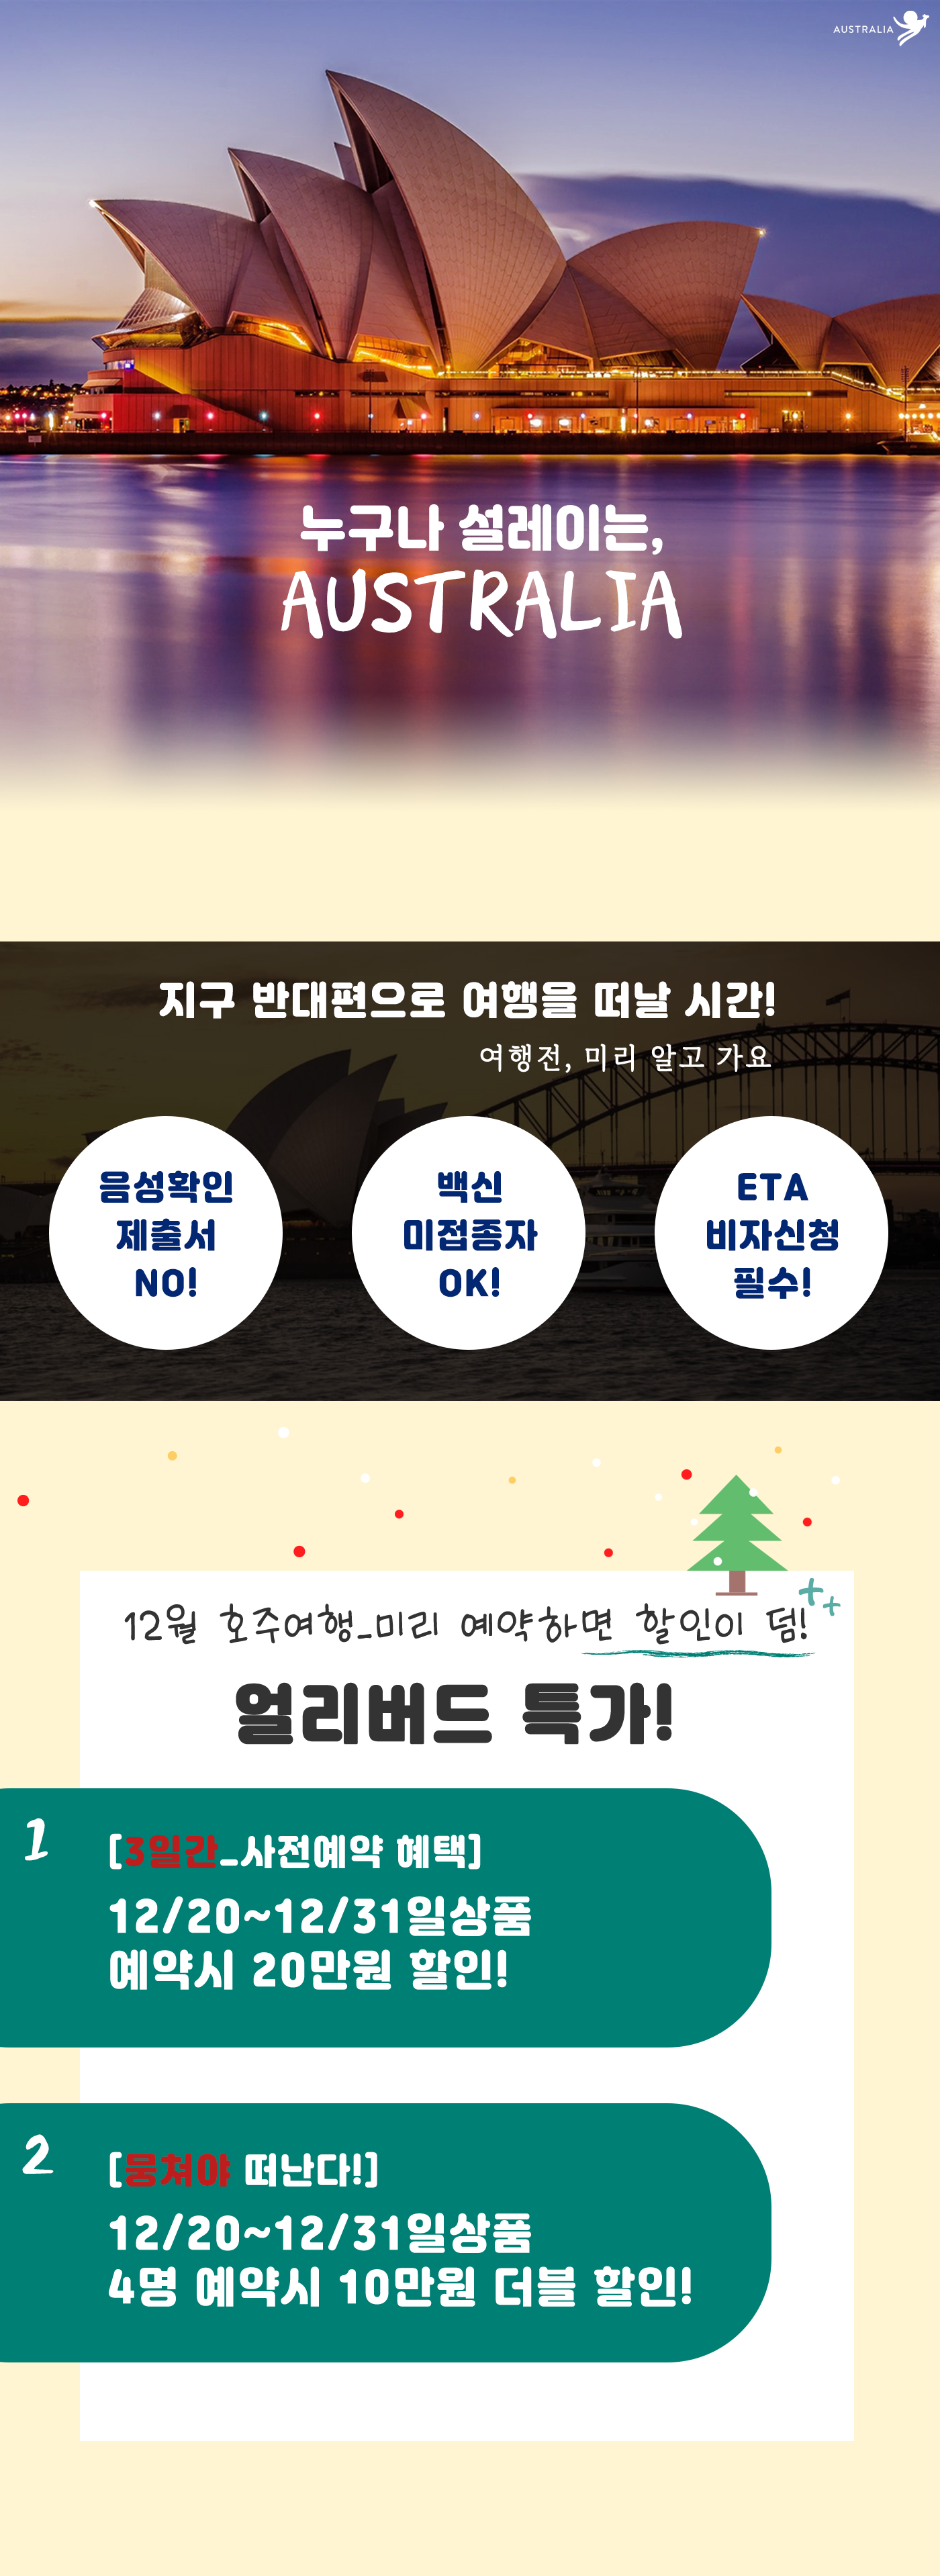 AUSTRALIA
누구나 설레이는,
AUSTRALIA
지구 반대편으로 여행을 떠날 시간!
여행전, 미리 알고 가요
음성확인
제출서
NO!
백신
미접종자
OK!
ETA
비자신청
필수!
12월 호주여행_미리 예약하면 할인이 덤!
얼리버드 특가!
1
[3일간_사전예약 혜택]
12/20~12/31일상품
예약시 20만원 할인!
2
[뭉쳐야 떠난다!]
12/20~12/31일상품
4명 예약시 10만원 더블 할인!